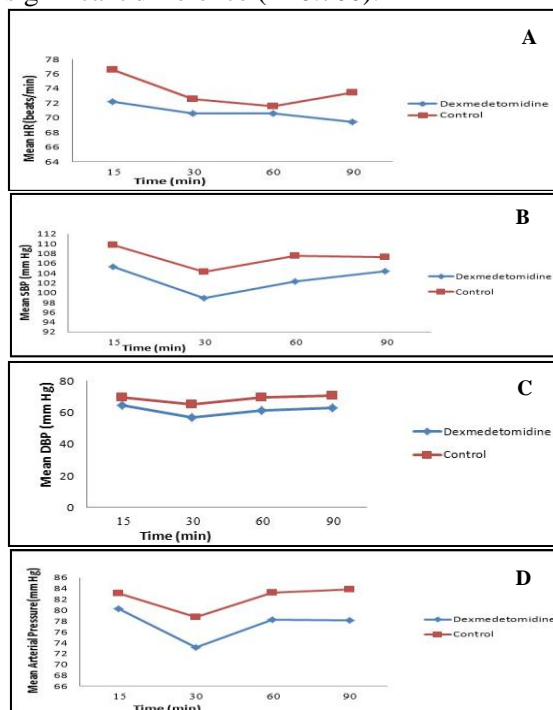 significant difference
A
78
76
74
72
70
68
66
64
Mean HR (beats/min)
15 30 60 90
Time (min)
Dexmedetomidine
Control
B
112
110
108
106
104
102
100
98
96
94
92
Mean SBP (mm Hg)
15 30 60 90
Time (min)
Dexmedetomidine
Control
C
80
60
40
20
0
Mean DBP (mm Hg)
15 30 60 90
Time (min)
Dexmedetomidine
Control
D
86
84
82
80
78
76
74
72
70
68
66
Mean Arterial Pressure(mm Hg)
15 30 60 90
Time (min)
Dexmedetomidine
Control